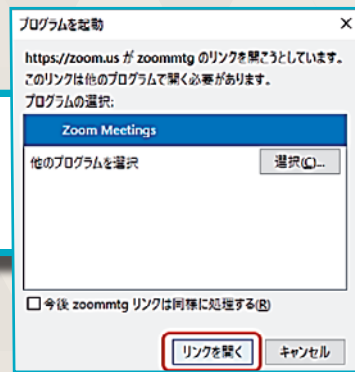 プログラムを起動
https://zoom.us が zoommtg のリンクを開こうとしています。
このリンクは他のプログラムで開く必要があります。
プログラムの選択:
Zoom Meetings
他のプログラムを選択
選択(C)...
今後 zoommtg リンクは同様に処理する(R)
リンクを開く
キャンセル